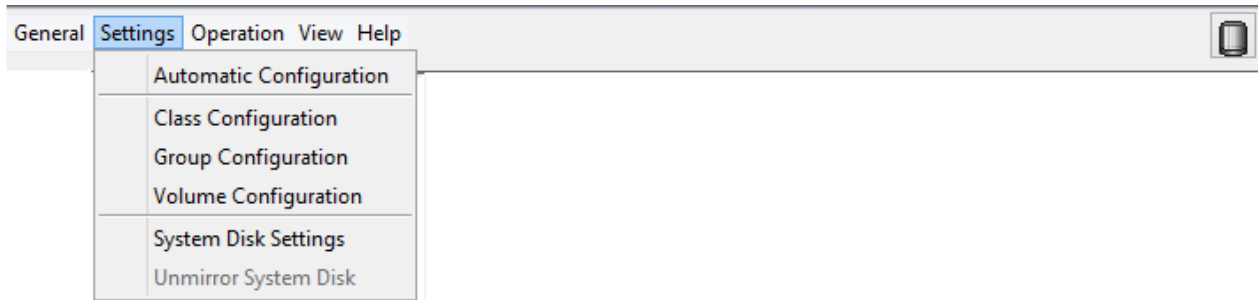 General Settings Operation View Help
Automatic Configuration
Class Configuration
Group Configuration
Volume Configuration
System Disk Settings
Unmirror System Disk